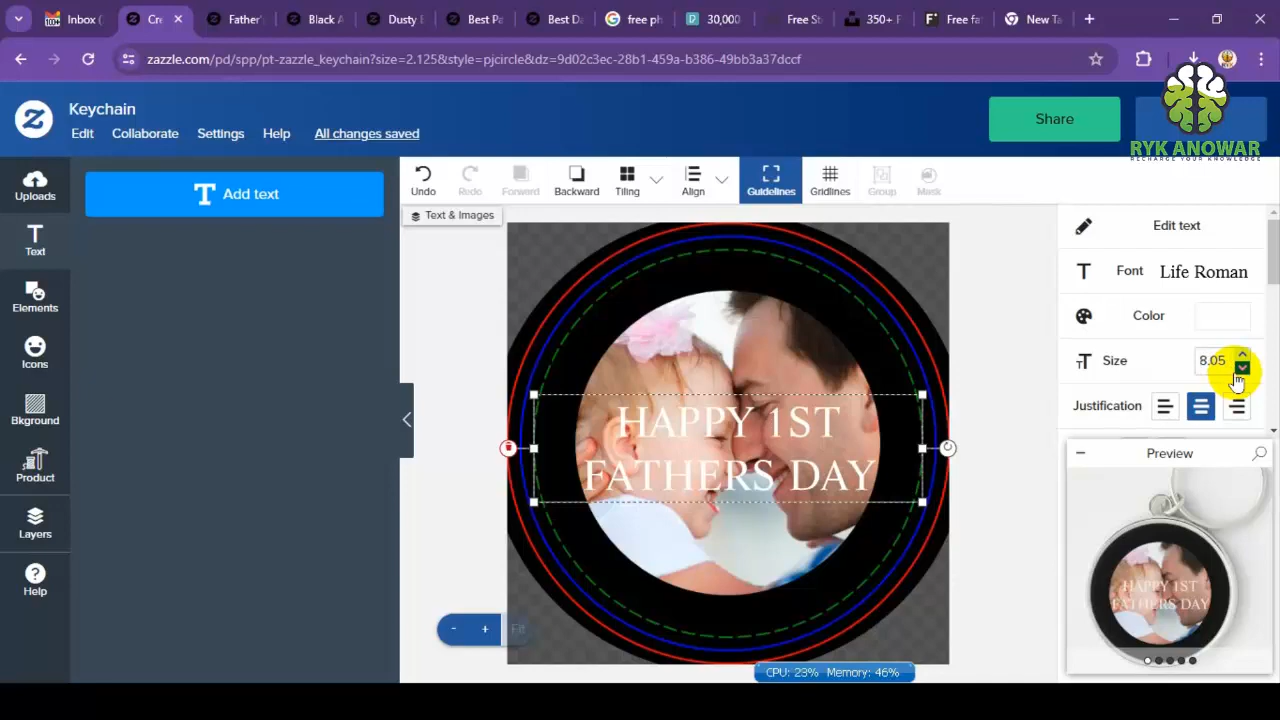 Inbox (
100+
Cre
Father'
Black A
Dusty E
Best Pa
Best Da
free ph
30,000
Free St
350+ F
Free fa
New Ta
zazzle.com/pd/spp/pt-zazzle_keychain?size=2.125&style=pjcircle&dz=9d02c3ec-28b1-459a-b386-49bb3a37dccf
Keychain
Edit Collaborate Settings Help All changes saved
Share
RYK ANOWAR
RECHARGE YOUR KNOWLEDGE
Uploads
Text
Elements
Icons
Bkground
Product
Layers
Help
Add text
Undo Redo Forward Backward Tiling Align Guidelines Gridlines Group Mask
Text & Images
HAPPY 1ST
FATHERS DAY
- + Fit
CPU: 23% Memory: 46%
Edit text
Font Life Roman
Color
Size 8.05
Justification
Preview
HAPPY 1ST
FATHERS DAY